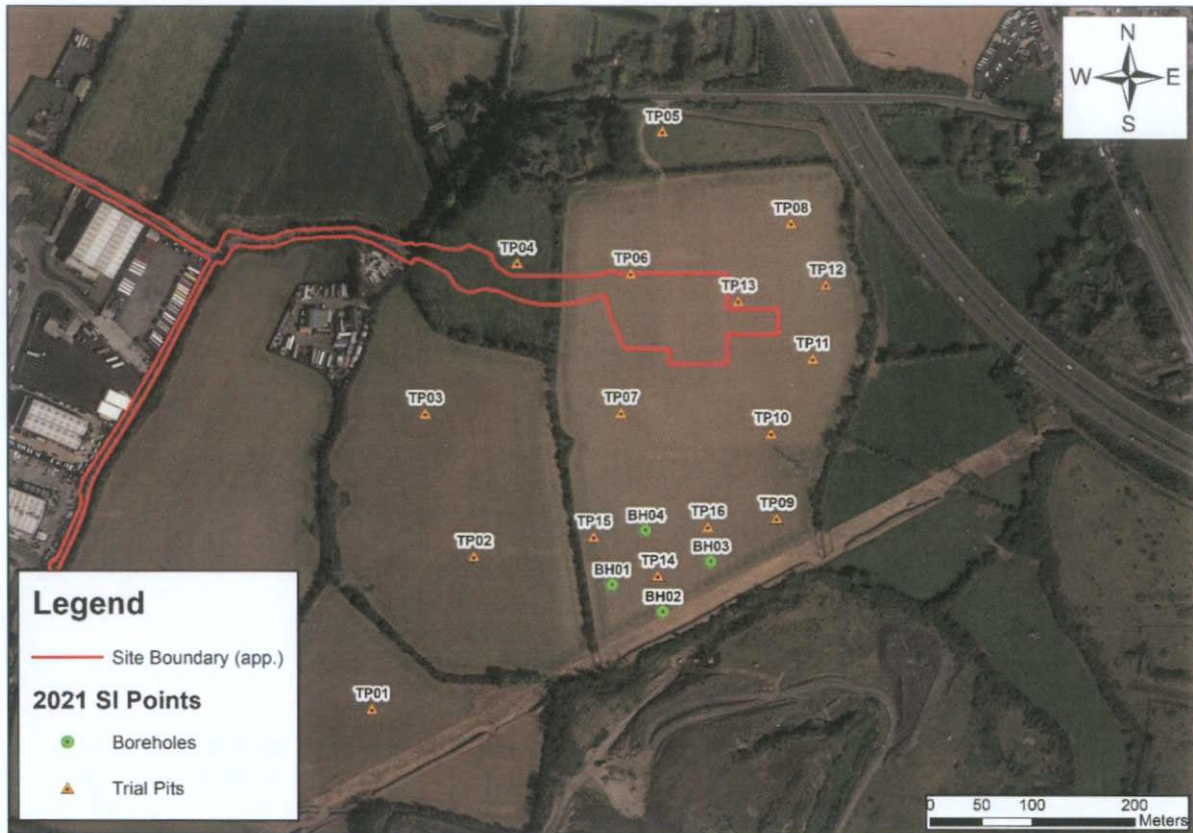 N
W E
S
TP05
TP08
TP04
TP06
TP12
TP13
TP11
TP03
TP07
TP10
TP09
TP16
BH04
TP15
TP02
BH03
TP14
BH01
BH02
TP01
Legend
Site Boundary (app.)
2021 SI Points
Boreholes
Trial Pits
0 50 100 200
Meters